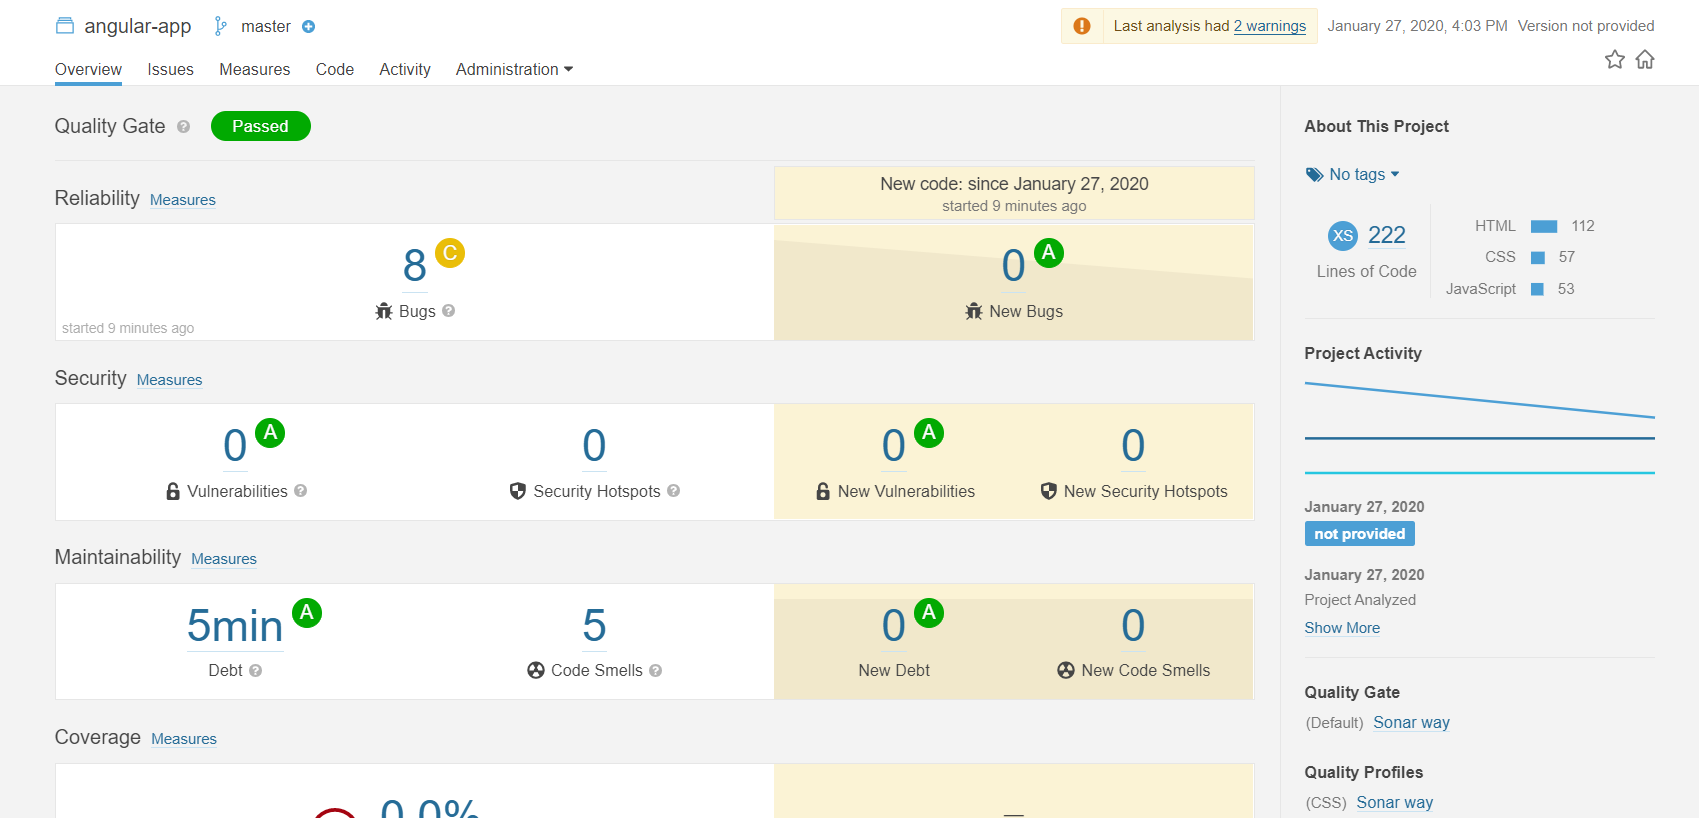 angular-app master
Last analysis had 2 warnings January 27, 2020, 4:03 PM Version not provided
Overview Issues Measures Code Activity Administration
Quality Gate ? Passed
New code: since January 27, 2020
started 9 minutes ago
Reliability Measures
8 C
Bugs ?
started 9 minutes ago
0 A
New Bugs
Security Measures
0 A
Vulnerabilities ?
0
Security Hotspots ?
0 A
New Vulnerabilities
0
New Security Hotspots
Maintainability Measures
5min A
Debt ?
5
Code Smells ?
0 A
New Debt
0
New Code Smells
Coverage Measures
0.0%
—
About This Project
No tags
XS 222
Lines of Code
HTML 112
CSS 57
JavaScript 53
Project Activity
January 27, 2020
not provided
January 27, 2020
Project Analyzed
Show More
Quality Gate
(Default) Sonar way
Quality Profiles
(CSS) Sonar way